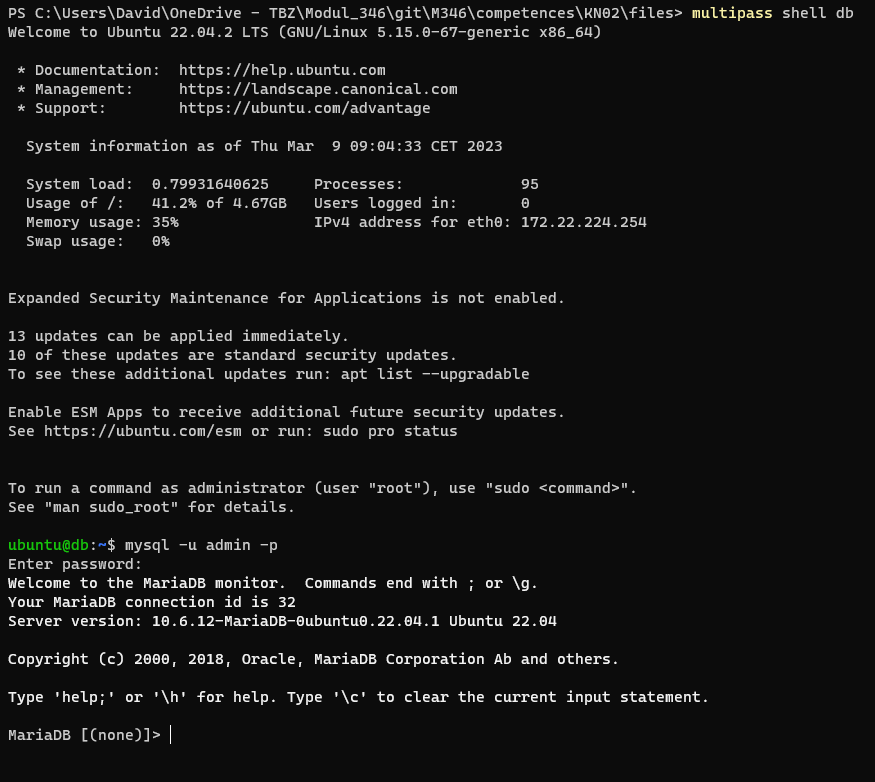 PS C:\Users\David\OneDrive - TBZ\Modul_346\git\M346\competences\KN02\files> multipass shell db
Welcome to Ubuntu 22.04.2 LTS (GNU/Linux 5.15.0-67-generic x86_64)

 * Documentation:  https://help.ubuntu.com
 * Management:     https://landscape.canonical.com
 * Support:        https://ubuntu.com/advantage

  System information as of Thu Mar  9 09:04:33 CET 2023

  System load:  0.79931640625     Processes:             95
  Usage of /:   41.2% of 4.67GB   Users logged in:       0
  Memory usage: 35%               IPv4 address for eth0: 172.22.224.254
  Swap usage:   0%


Expanded Security Maintenance for Applications is not enabled.

13 updates can be applied immediately.
10 of these updates are standard security updates.
To see these additional updates run: apt list --upgradable

Enable ESM Apps to receive additional future security updates.
See https://ubuntu.com/esm or run: sudo pro status


To run a command as administrator (user "root"), use "sudo <command>".
See "man sudo_root" for details.

ubuntu@db:~$ mysql -u admin -p
Enter password:
Welcome to the MariaDB monitor.  Commands end with ; or \g.
Your MariaDB connection id is 32
Server version: 10.6.12-MariaDB-0ubuntu0.22.04.1 Ubuntu 22.04

Copyright (c) 2000, 2018, Oracle, MariaDB Corporation Ab and others.

Type 'help;' or '\h' for help. Type '\c' to clear the current input statement.

MariaDB [(none)]>